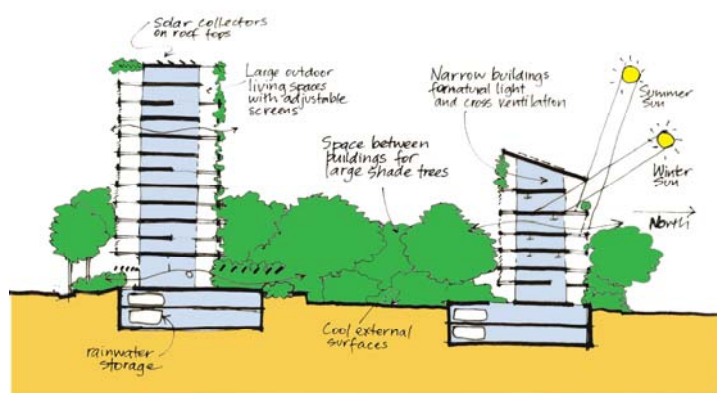 Solar collectors
on roof tops
Large outdoor
living spaces
with adjustable
screens
Narrow buildings
for natural light
and cross ventilation
Summer
Sun
Space between
buildings for
large shade trees
Winter
Sun
North
Cool external
surfaces
rainwater
storage